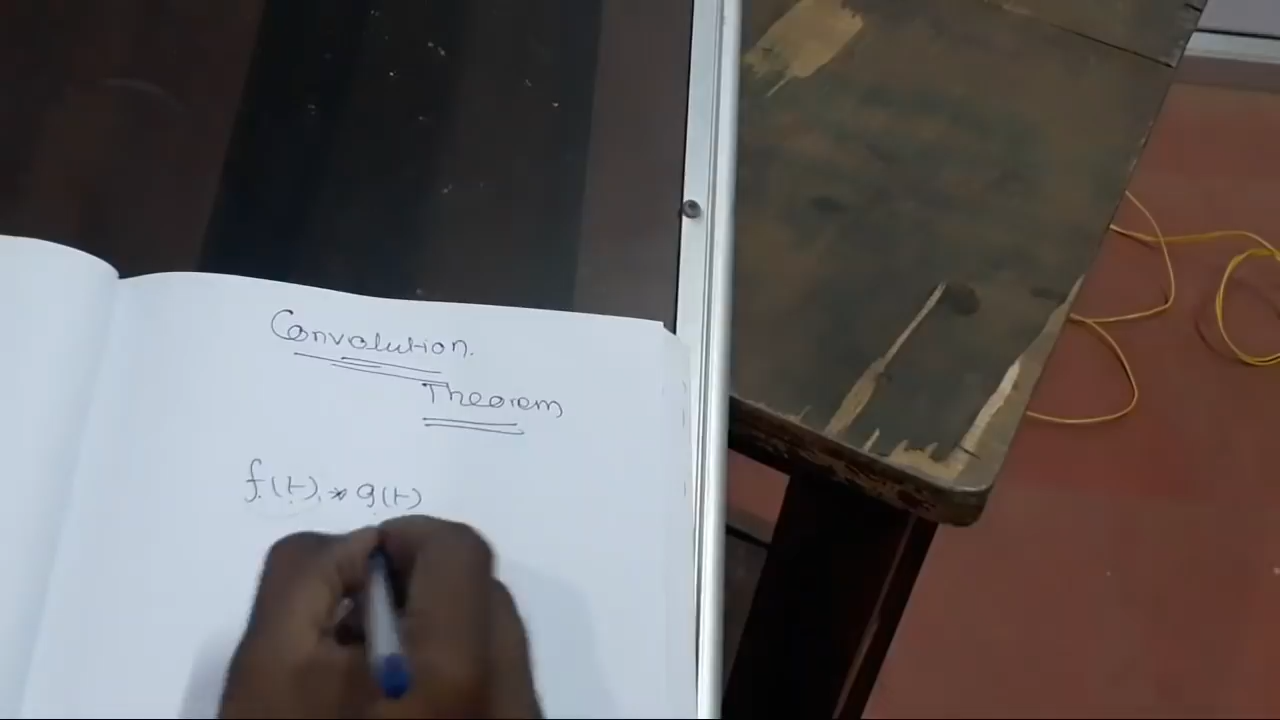 Convolution.
Theorem
f(t) * g(t)